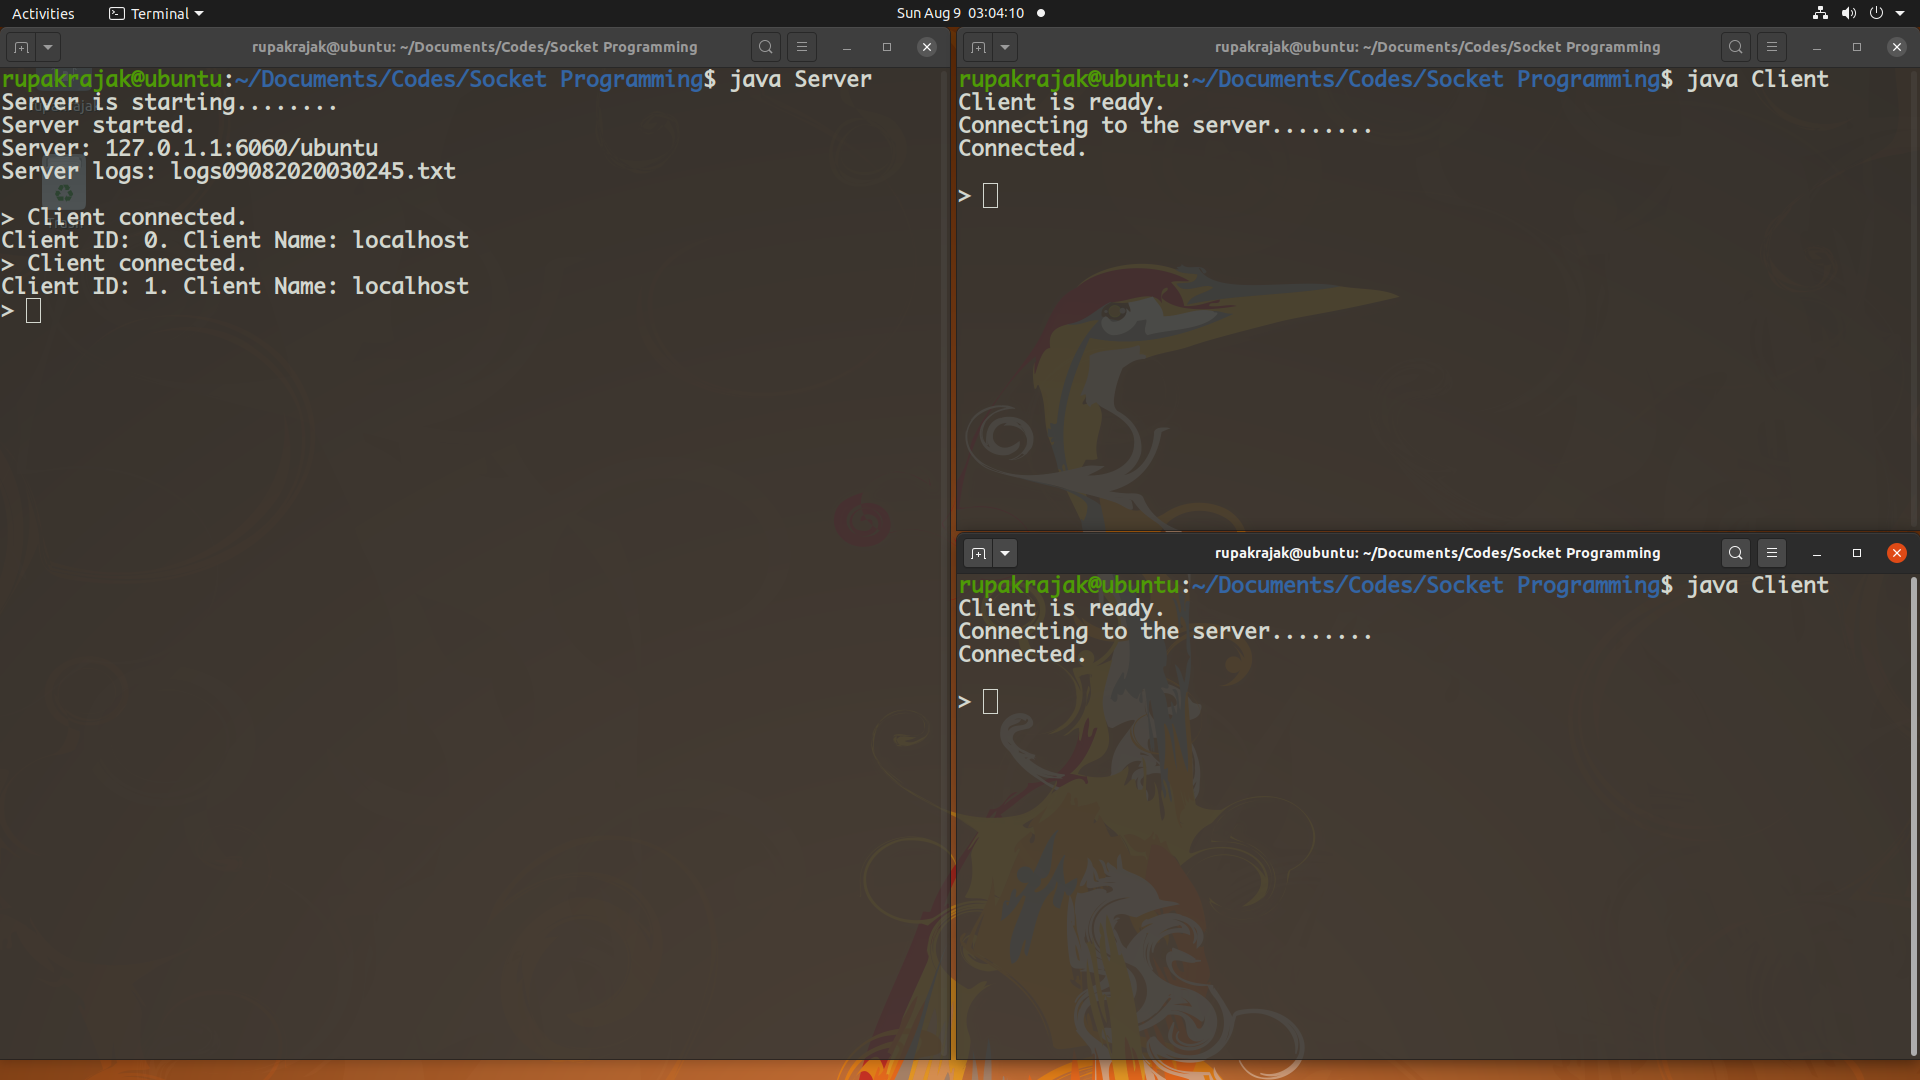 Activities
Terminal
Sun Aug 9 03:04:10
rupakrajak@ubuntu: ~/Documents/Codes/Socket Programming
rupakrajak@ubuntu:~/Documents/Codes/Socket Programming$ java Server
Server is starting........
Server started.
Server: 127.0.1.1:6060/ubuntu
Server logs: logs09082020030245.txt
> Client connected.
Client ID: 0. Client Name: localhost
> Client connected.
Client ID: 1. Client Name: localhost
>
rupakrajak@ubuntu: ~/Documents/Codes/Socket Programming
rupakrajak@ubuntu:~/Documents/Codes/Socket Programming$ java Client
Client is ready.
Connecting to the server........
Connected.
>
rupakrajak@ubuntu: ~/Documents/Codes/Socket Programming
rupakrajak@ubuntu:~/Documents/Codes/Socket Programming$ java Client
Client is ready.
Connecting to the server........
Connected.
>